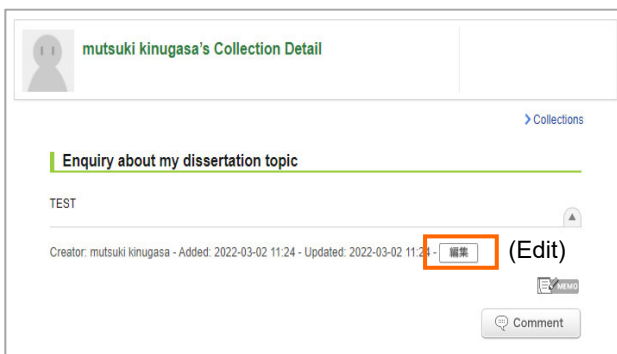 mutsuki kinugasa's Collection Detail
Collections
Enquiry about my dissertation topic
TEST
Creator: mutsuki kinugasa - Added: 2022-03-02 11:24 - Updated: 2022-03-02 11:24 - 編集 (Edit)
MEMO
Comment